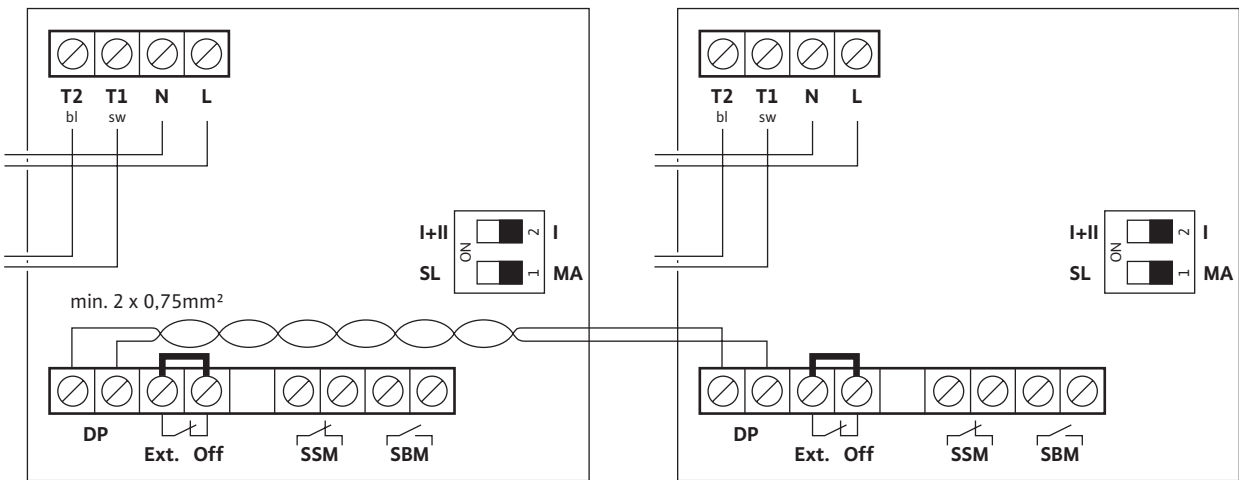 T2 T1 N L
bl sw
I+II ON 2 I
SL 1 MA
min. 2 x 0,75mm²
DP
Ext. Off SSM SBM
T2 T1 N L
bl sw
I+II ON 2 I
SL 1 MA
DP
Ext. Off SSM SBM